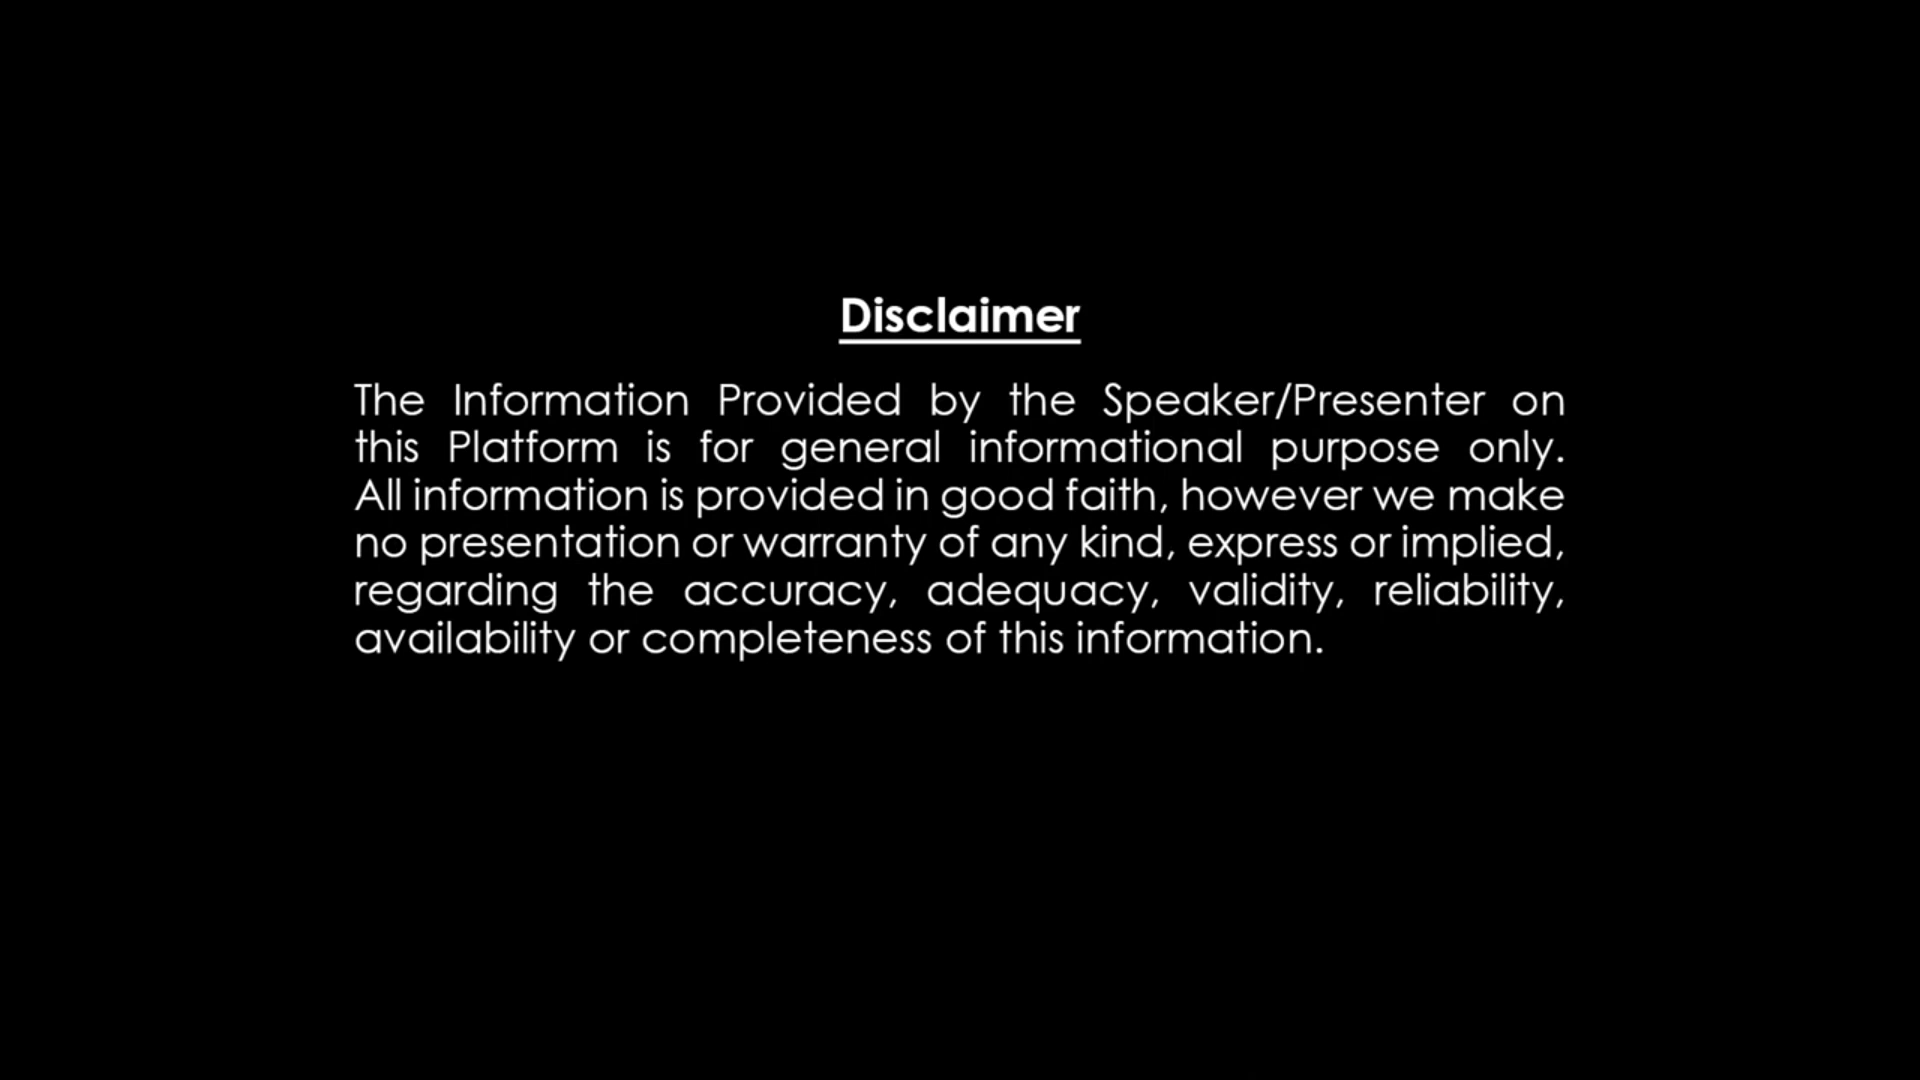 Disclaimer
The Information Provided by the Speaker/Presenter on
this Platform is for general informational purpose only.
All information is provided in good faith, however we make
no presentation or warranty of any kind, express or implied,
regarding the accuracy, adequacy, validity, reliability,
availability or completeness of this information.